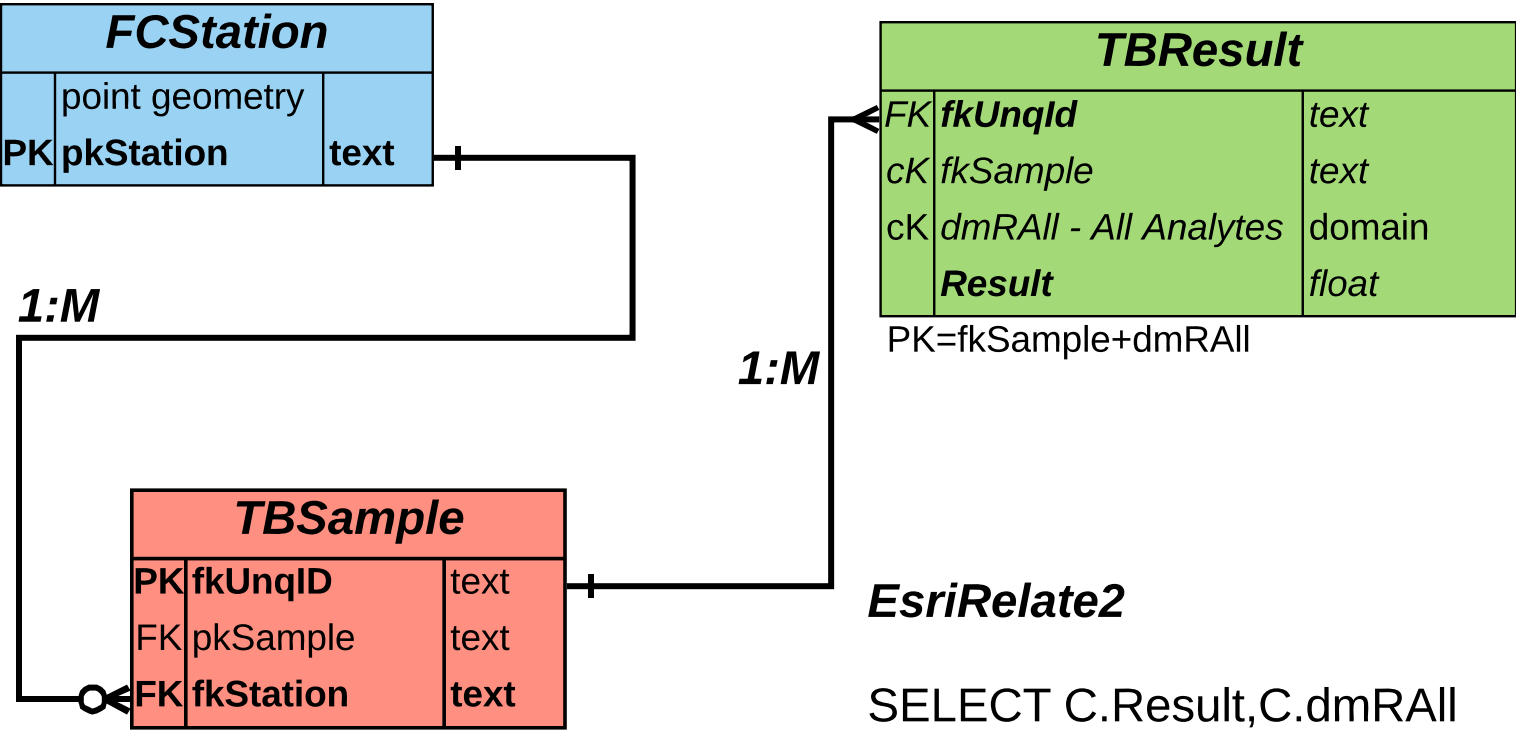 FCStation
point geometry
PK pkStation text
1:M
TBResult
FK fkUnqId text
cK fkSample text
cK dmRAll - All Analytes domain
Result float
PK=fkSample+dmRAll
1:M
TBSample
PK fkUnqID text
FK pkSample text
FK fkStation text
EsriRelate2
SELECT C.Result,C.dmRAll